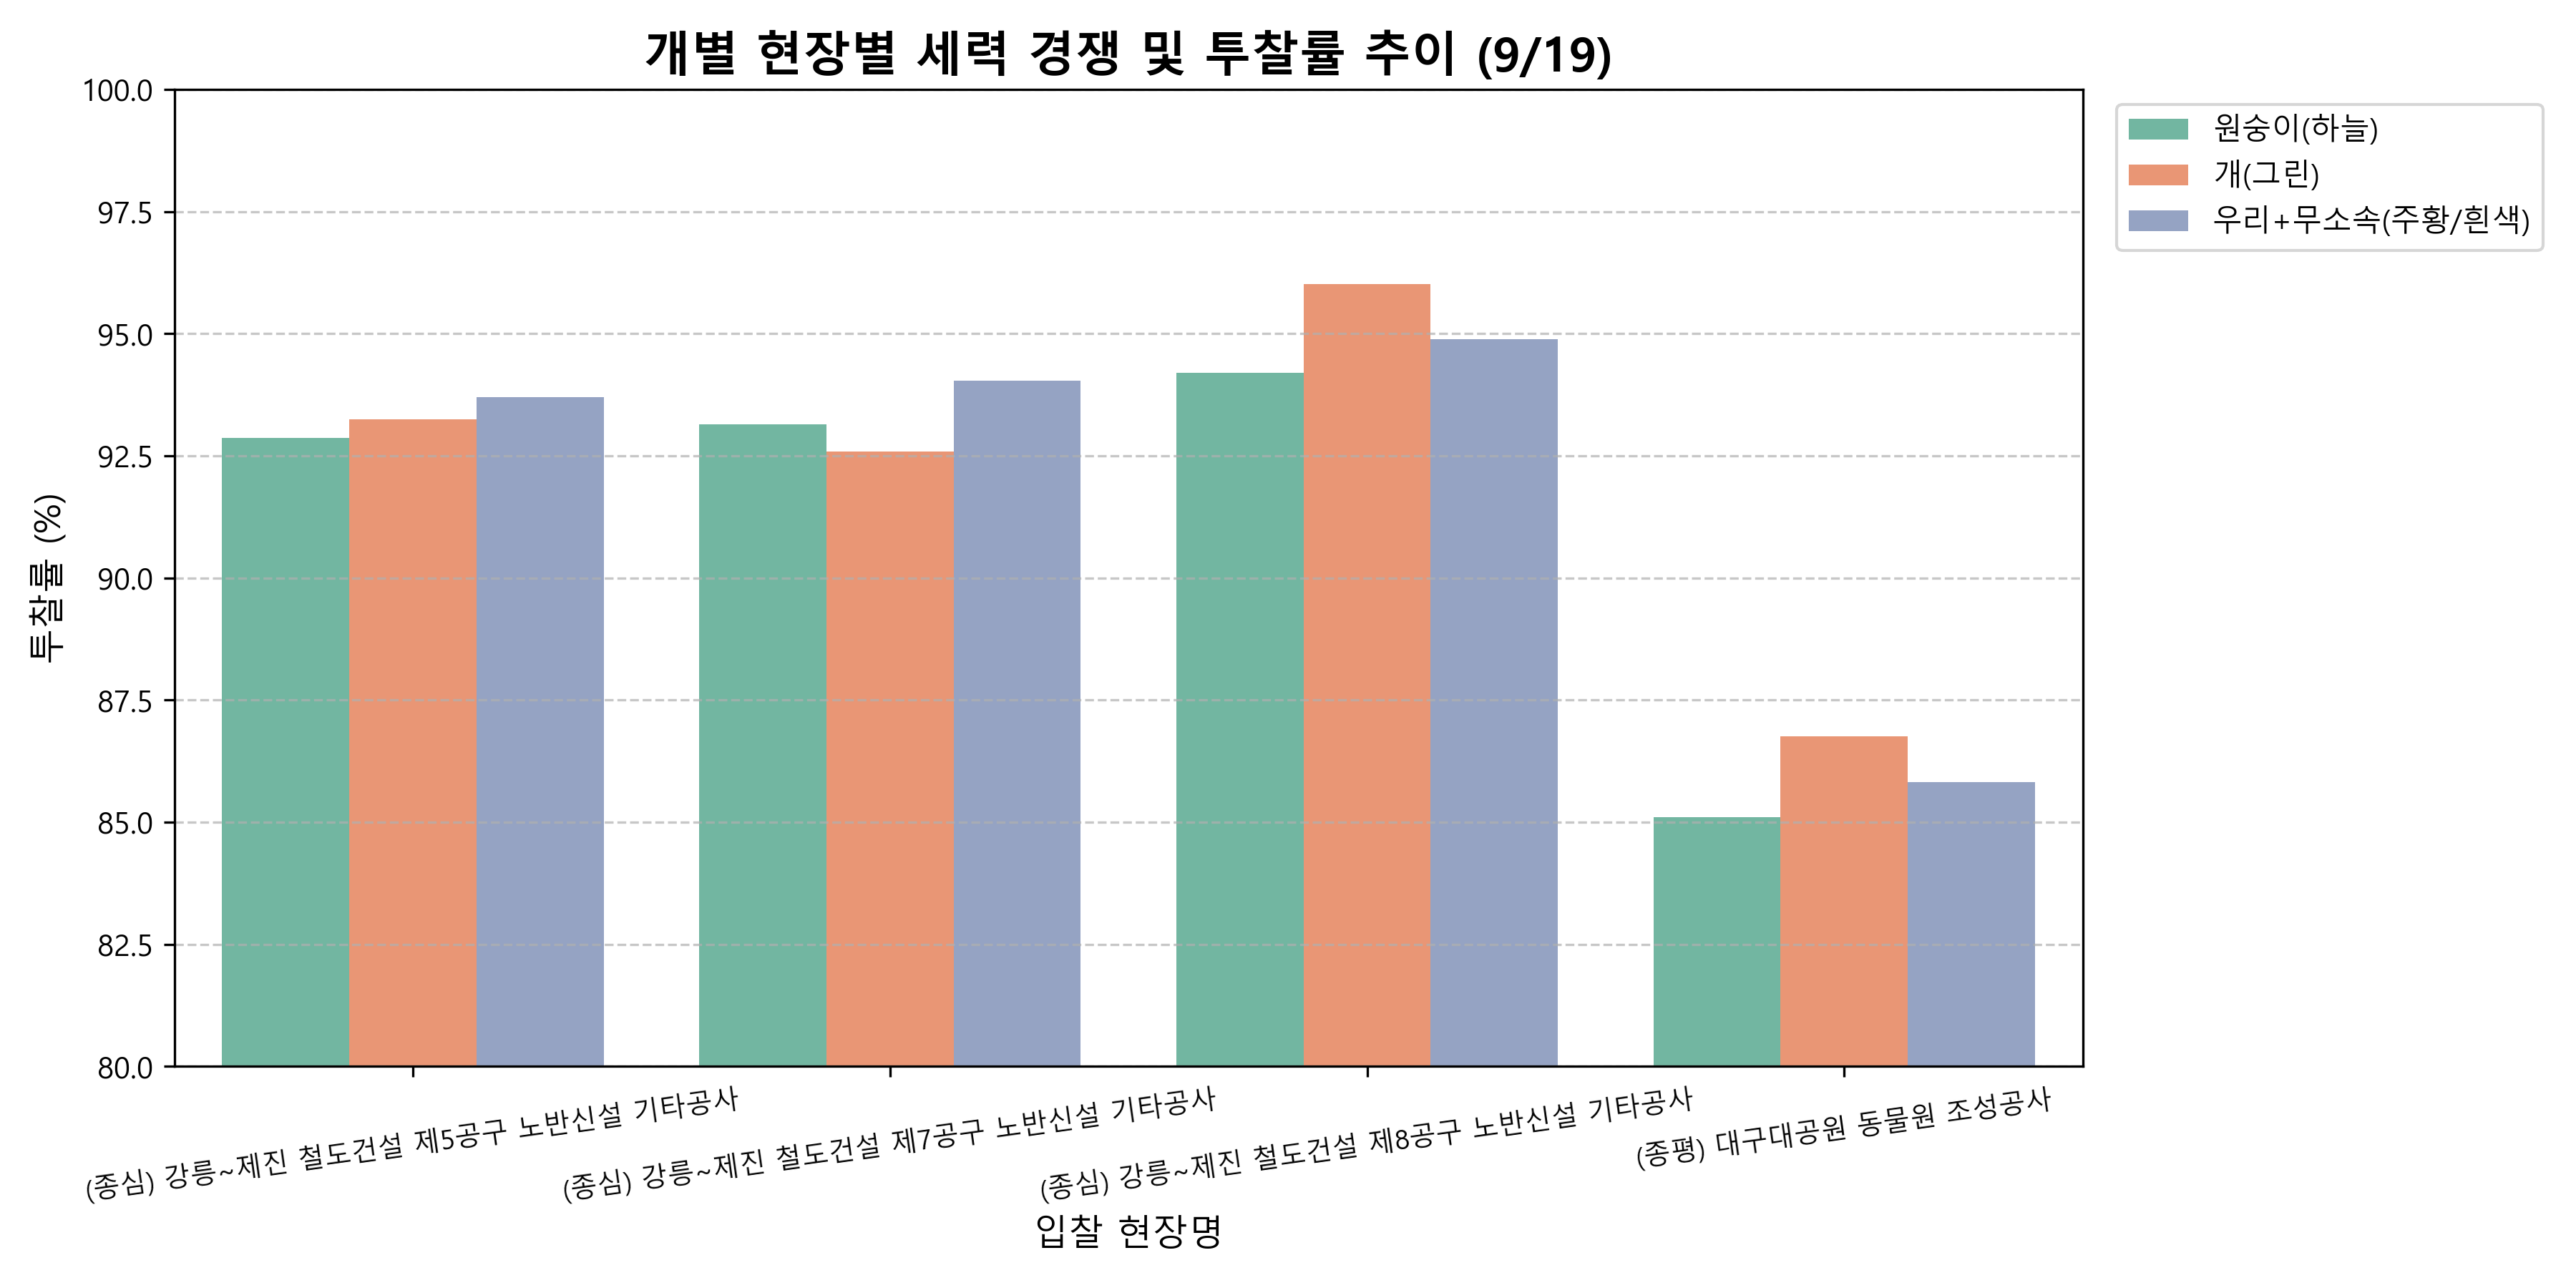 개별 현장별 세력 경쟁 및 투찰률 추이 (9/19)
100.0
97.5
95.0
92.5
90.0
87.5
85.0
82.5
80.0
투찰률 (%)
원숭이(하늘)
개(그린)
우리+무소속(주황/흰색)
(종심) 강릉~제진 철도건설 제5공구 노반신설 기타공사
(종심) 강릉~제진 철도건설 제7공구 노반신설 기타공사
(종심) 강릉~제진 철도건설 제8공구 노반신설 기타공사
(종평) 대구대공원 동물원 조성공사
입찰 현장명